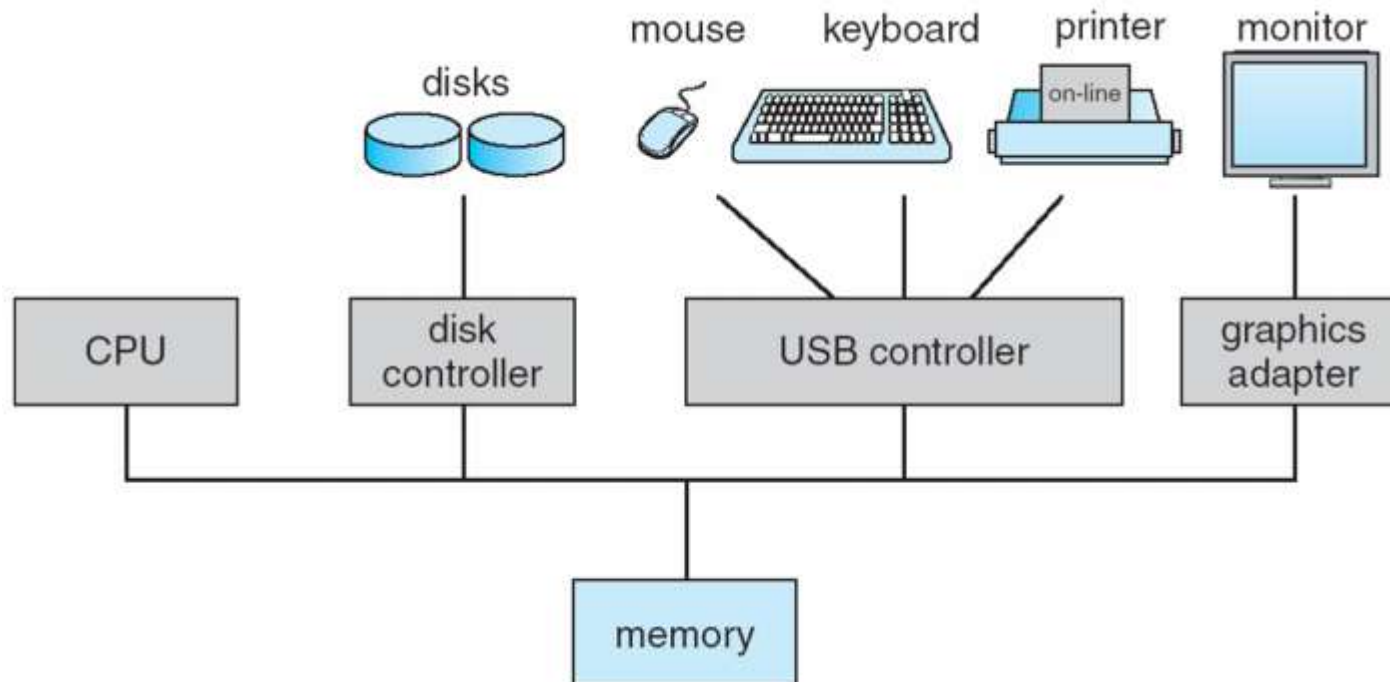 mouse
keyboard
printer
monitor
disks
on-line
CPU
disk
controller
USB controller
graphics
adapter
memory